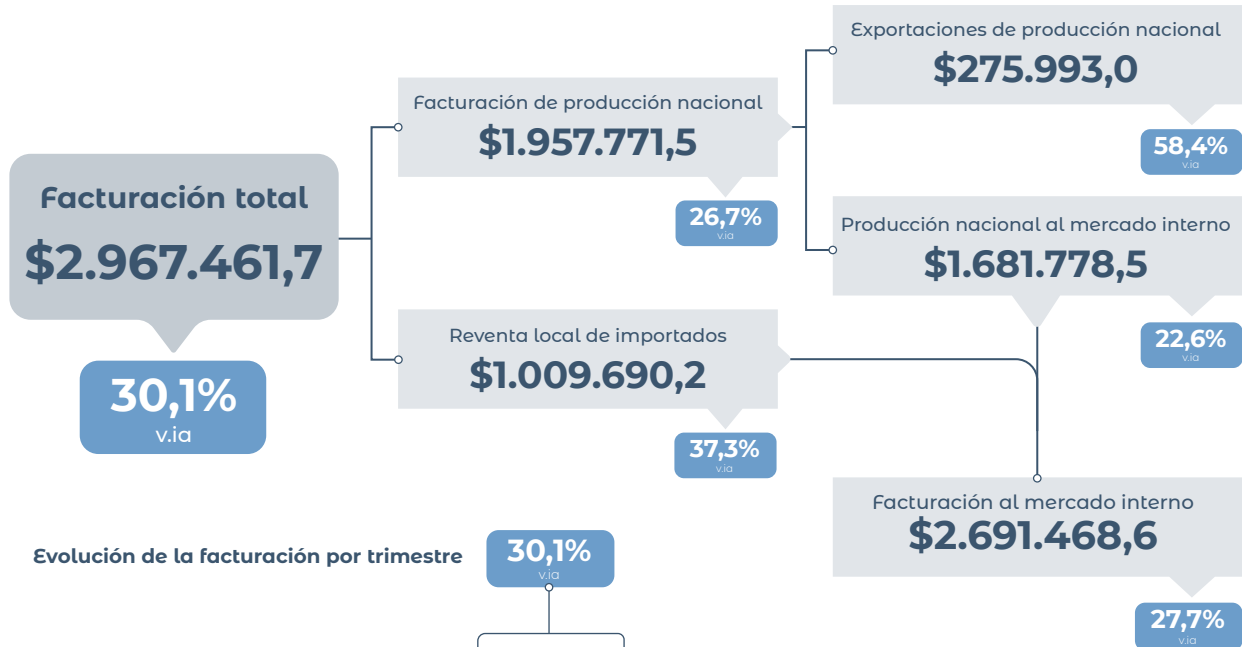 Facturación total
$2.967.461,7
30,1%
v.ia
Facturación de producción nacional
$1.957.771,5
26,7%
v.ia
Reventa local de importados
$1.009.690,2
37,3%
v.ia
Exportaciones de producción nacional
$275.993,0
58,4%
v.ia
Producción nacional al mercado interno
$1.681.778,5
22,6%
v.ia
Facturación al mercado interno
$2.691.468,6
27,7%
v.ia
Evolución de la facturación por trimestre
30,1%
v.ia